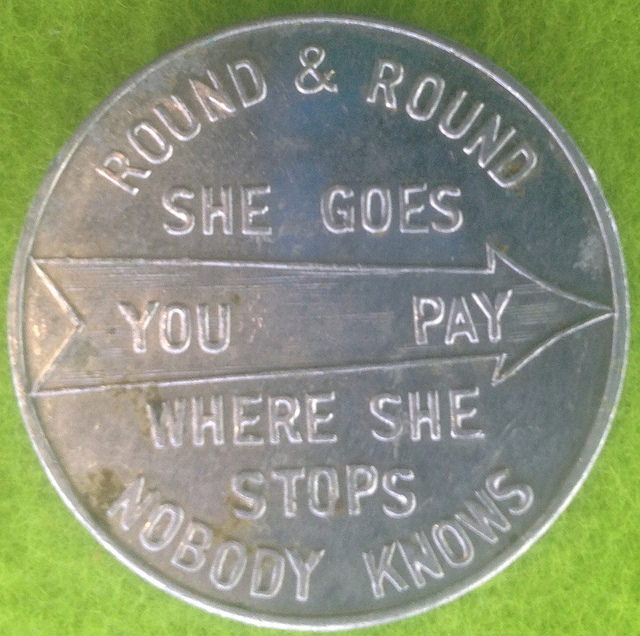 ROUND & ROUND
SHE GOES
YOU PAY
WHERE SHE
STOPS
NOBODY KNOWS